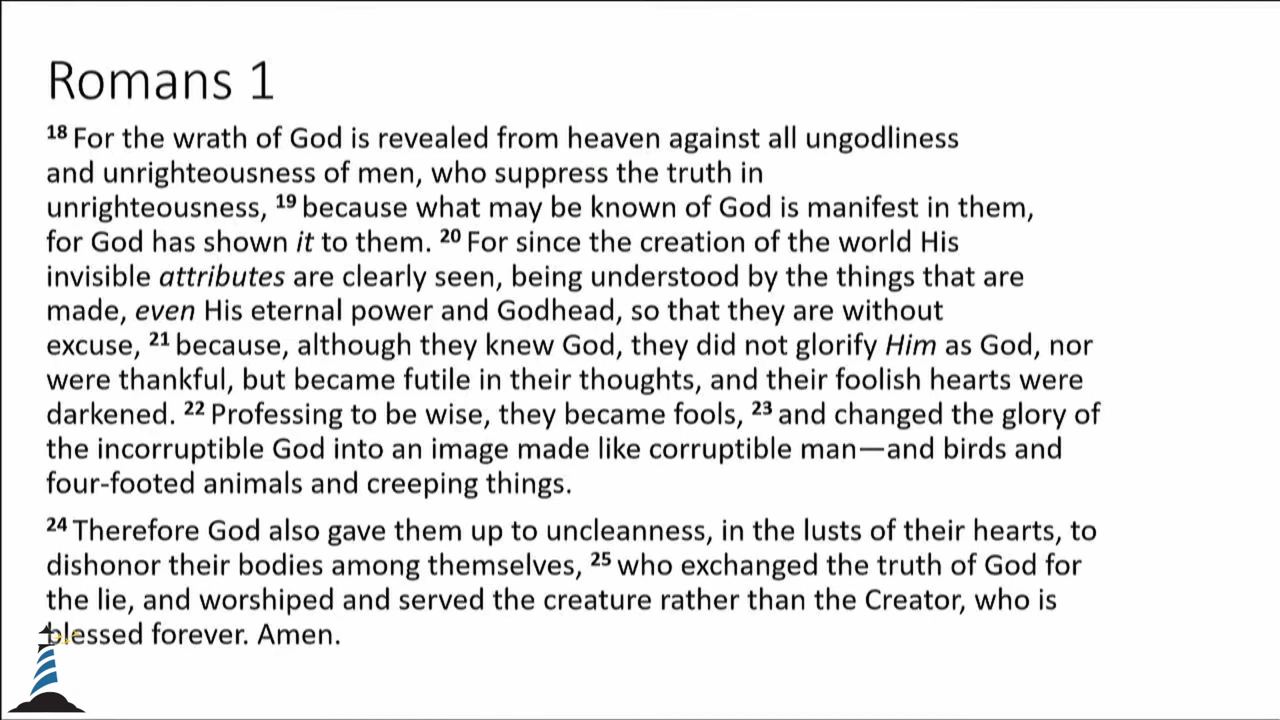 Romans 1
18 For the wrath of God is revealed from heaven against all ungodliness
and unrighteousness of men, who suppress the truth in
unrighteousness, 19 because what may be known of God is manifest in them,
for God has shown it to them. 20 For since the creation of the world His
invisible attributes are clearly seen, being understood by the things that are
made, even His eternal power and Godhead, so that they are without
excuse, 21 because, although they knew God, they did not glorify Him as God, nor
were thankful, but became futile in their thoughts, and their foolish hearts were
darkened. 22 Professing to be wise, they became fools, 23 and changed the glory of
the incorruptible God into an image made like corruptible man—and birds and
four-footed animals and creeping things.
24 Therefore God also gave them up to uncleanness, in the lusts of their hearts, to
dishonor their bodies among themselves, 25 who exchanged the truth of God for
the lie, and worshiped and served the creature rather than the Creator, who is
blessed forever. Amen.